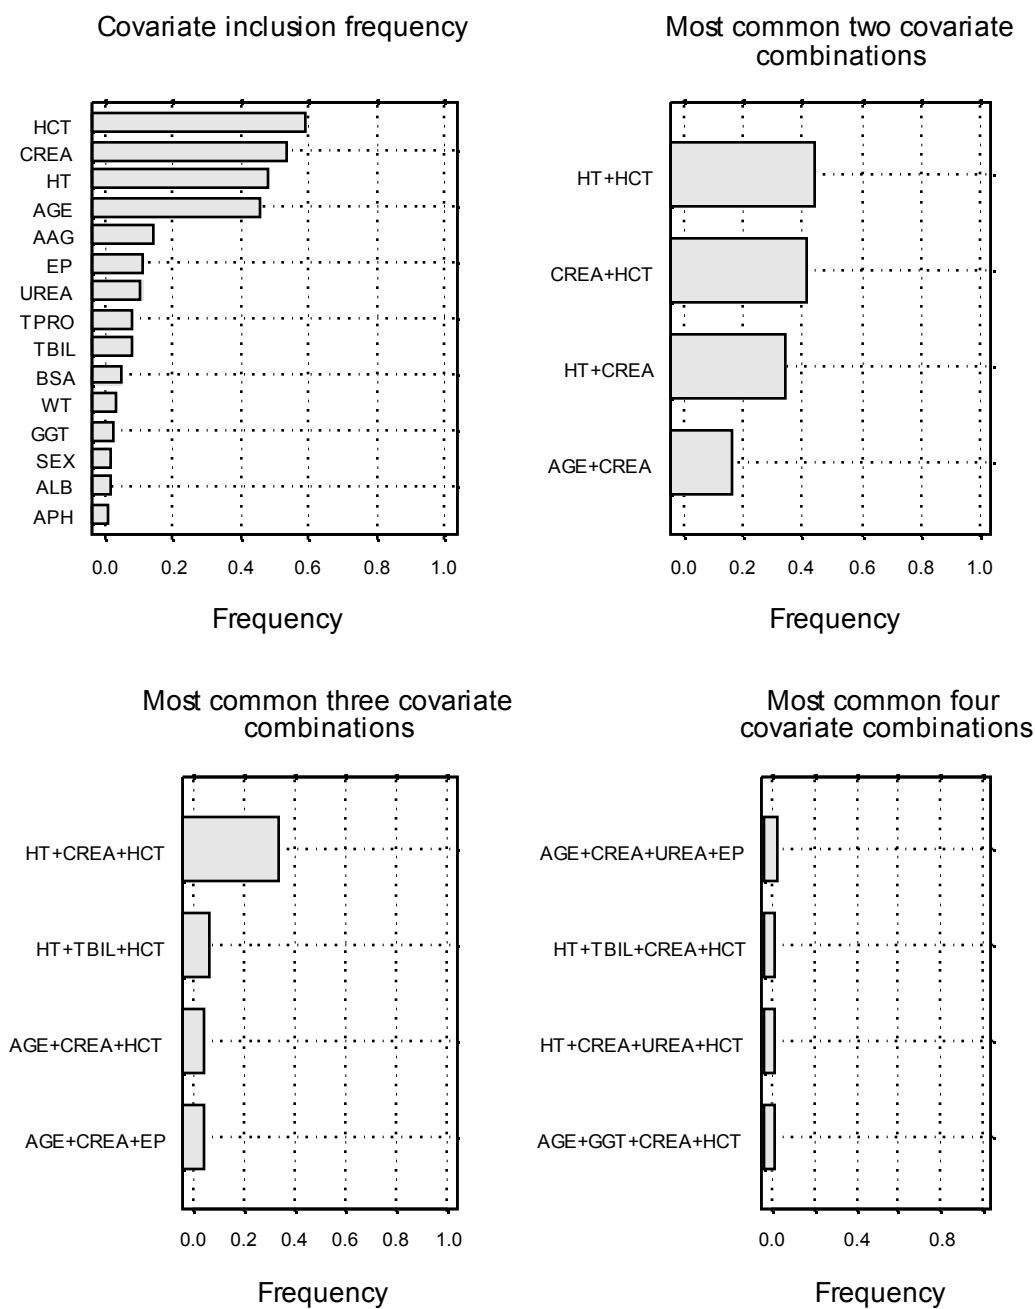 Covariate inclusion frequency
HCT
CREA
HT
AGE
AAG
EP
UREA
TPRO
TBIL
BSA
WT
GGT
SEX
ALB
APH
0.0 0.2 0.4 0.6 0.8 1.0
Frequency
Most common two covariate
combinations
HT+HCT
CREA+HCT
HT+CREA
AGE+CREA
0.0 0.2 0.4 0.6 0.8 1.0
Frequency
Most common three covariate
combinations
HT+CREA+HCT
HT+TBIL+HCT
AGE+CREA+HCT
AGE+CREA+EP
0.0 0.2 0.4 0.6 0.8 1.0
Frequency
Most common four
covariate combinations
AGE+CREA+UREA+EP
HT+TBIL+CREA+HCT
HT+CREA+UREA+HCT
AGE+GGT+CREA+HCT
0.0 0.4 0.8
Frequency